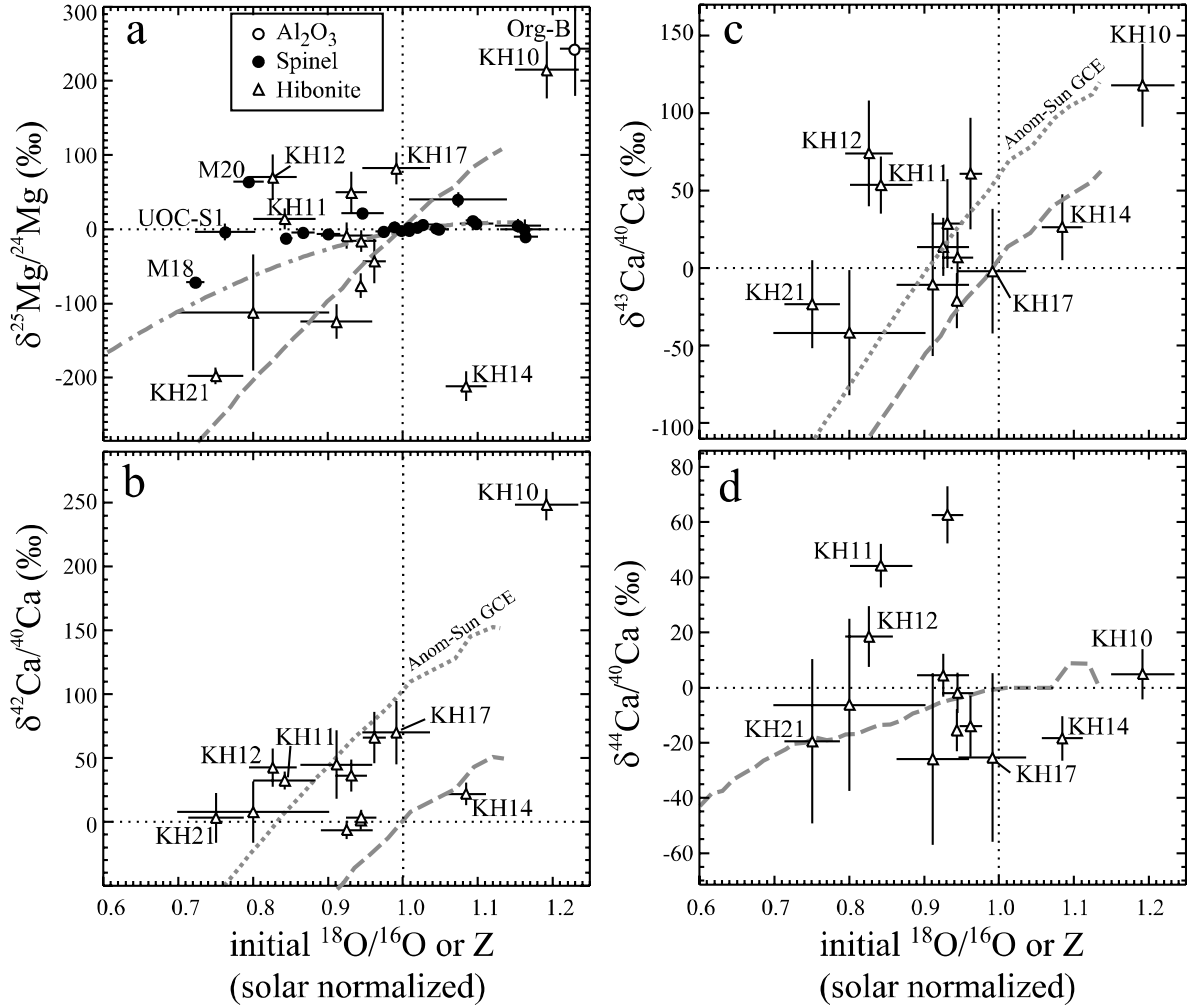 a
Al₂O₃
Spinel
Hibonite
Org-B
KH10
M20
KH12
KH17
UOC-S1
KH11
M18
KH21
KH14
300
200
100
0
-100
-200
δ²⁵Mg/²⁴Mg (‰)
b
KH10
Anom-Sun GCE
KH12
KH11
KH17
KH21
KH14
250
200
150
100
50
0
δ⁴²Ca/⁴⁰Ca (‰)
0.6 0.7 0.8 0.9 1.0 1.1
initial ¹⁸O/¹⁶O or Z
(solar normalized)
c
KH10
Anom-Sun GCE
KH12
KH11
KH14
KH21
KH17
150
100
50
0
-50
-100
δ⁴³Ca/⁴⁰Ca (‰)
d
KH11
KH12
KH10
KH21
KH14
KH17
80
60
40
20
0
-20
-40
-60
δ⁴⁴Ca/⁴⁰Ca (‰)
0.6 0.7 0.8 0.9 1.0 1.1 1.2
initial ¹⁸O/¹⁶O or Z
(solar normalized)